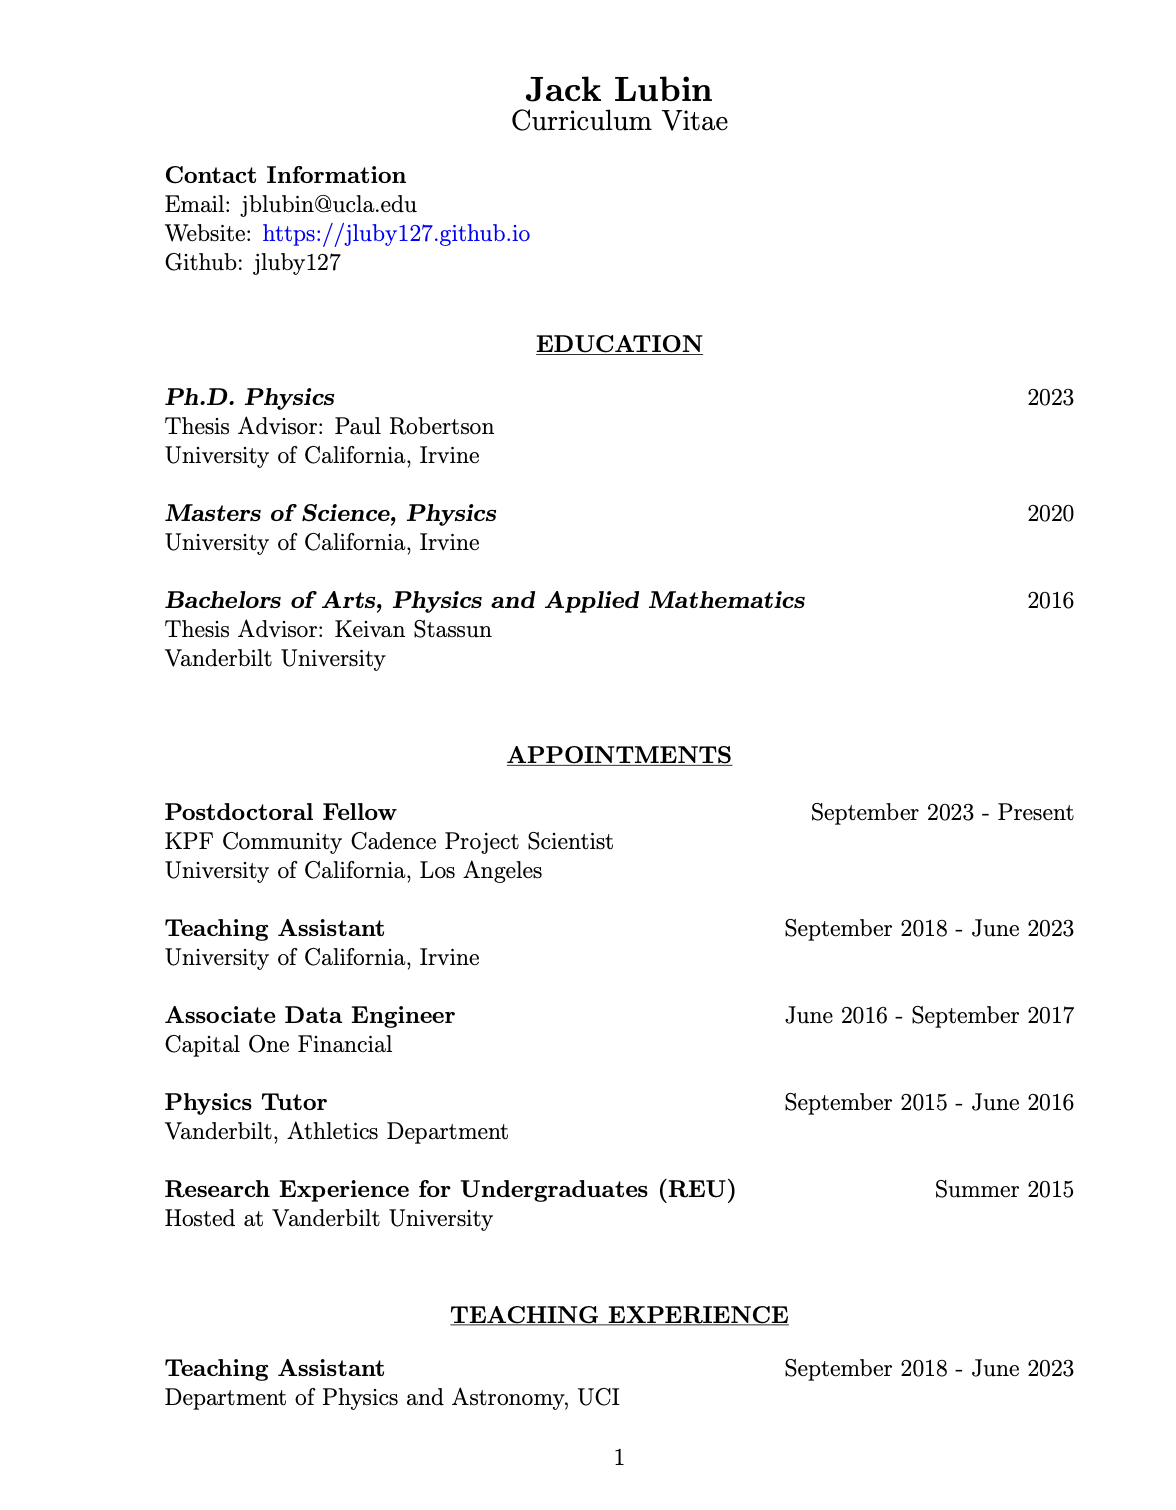 Jack Lubin
Curriculum Vitae
Contact Information
Email: jblubin@ucla.edu
Website: https://jluby127.github.io
Github: jluby127
EDUCATION
Ph.D. Physics 2023
Thesis Advisor: Paul Robertson
University of California, Irvine
Masters of Science, Physics 2020
University of California, Irvine
Bachelors of Arts, Physics and Applied Mathematics 2016
Thesis Advisor: Keivan Stassun
Vanderbilt University
APPOINTMENTS
Postdoctoral Fellow September 2023 - Present
KPF Community Cadence Project Scientist
University of California, Los Angeles
Teaching Assistant September 2018 - June 2023
University of California, Irvine
Associate Data Engineer June 2016 - September 2017
Capital One Financial
Physics Tutor September 2015 - June 2016
Vanderbilt, Athletics Department
Research Experience for Undergraduates (REU) Summer 2015
Hosted at Vanderbilt University
TEACHING EXPERIENCE
Teaching Assistant September 2018 - June 2023
Department of Physics and Astronomy, UCI
1